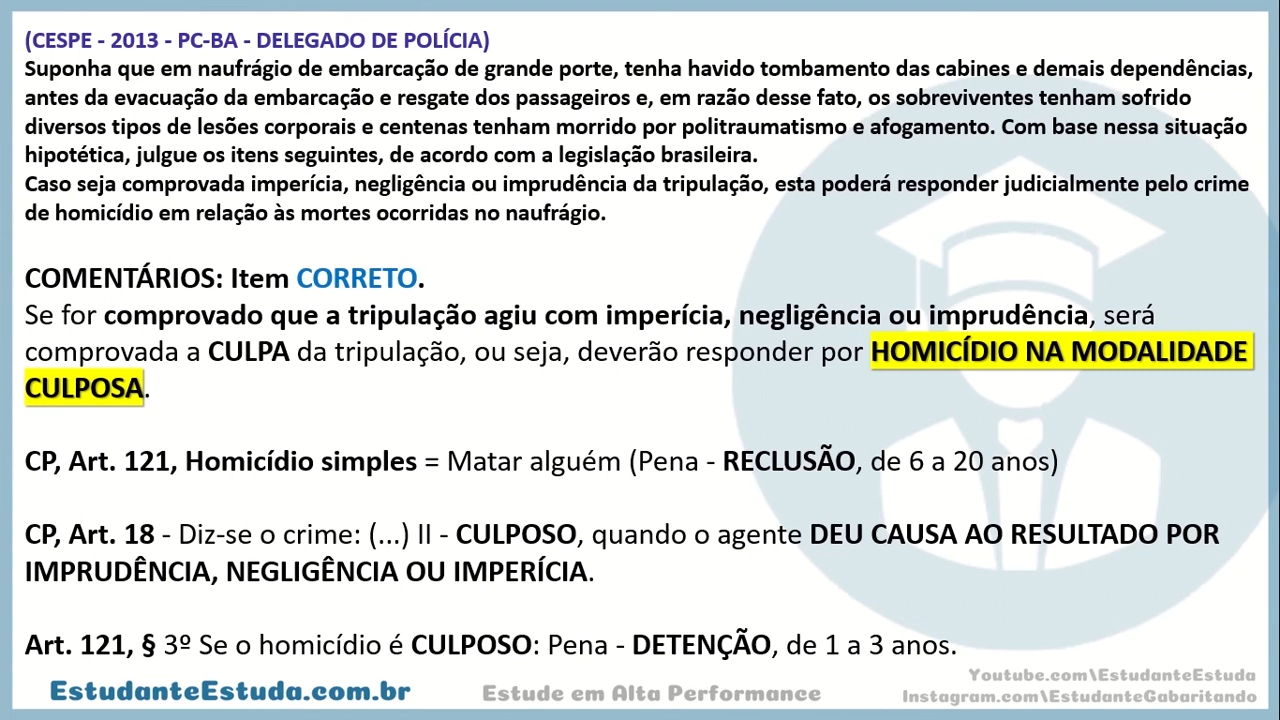 (CESPE - 2013 - PC-BA - DELEGADO DE POLÍCIA)
Suponha que em naufrágio de embarcação de grande porte, tenha havido tombamento das cabines e demais dependências,
antes da evacuação da embarcação e resgate dos passageiros e, em razão desse fato, os sobreviventes tenham sofrido
diversos tipos de lesões corporais e centenas tenham morrido por politraumatismo e afogamento. Com base nessa situação
hipotética, julgue os itens seguintes, de acordo com a legislação brasileira.
Caso seja comprovada imperícia, negligência ou imprudência da tripulação, esta poderá responder judicialmente pelo crime
de homicídio em relação às mortes ocorridas no naufrágio.
COMENTÁRIOS: Item CORRETO.
Se for comprovado que a tripulação agiu com imperícia, negligência ou imprudência, será
comprovada a CULPA da tripulação, ou seja, deverão responder por HOMICÍDIO NA MODALIDADE
CULPOSA.
CP, Art. 121, Homicídio simples = Matar alguém (Pena - RECLUSÃO, de 6 a 20 anos)
CP, Art. 18 - Diz-se o crime: (...) II - CULPOSO, quando o agente DEU CAUSA AO RESULTADO POR
IMPRUDÊNCIA, NEGLIGÊNCIA OU IMPERÍCIA.
Art. 121, § 3º Se o homicídio é CULPOSO: Pena - DETENÇÃO, de 1 a 3 anos.
EstudanteEstuda.com.br
Estude em Alta Performance
Youtube.com\EstudanteEstuda
Instagram.com\EstudanteGabaritando